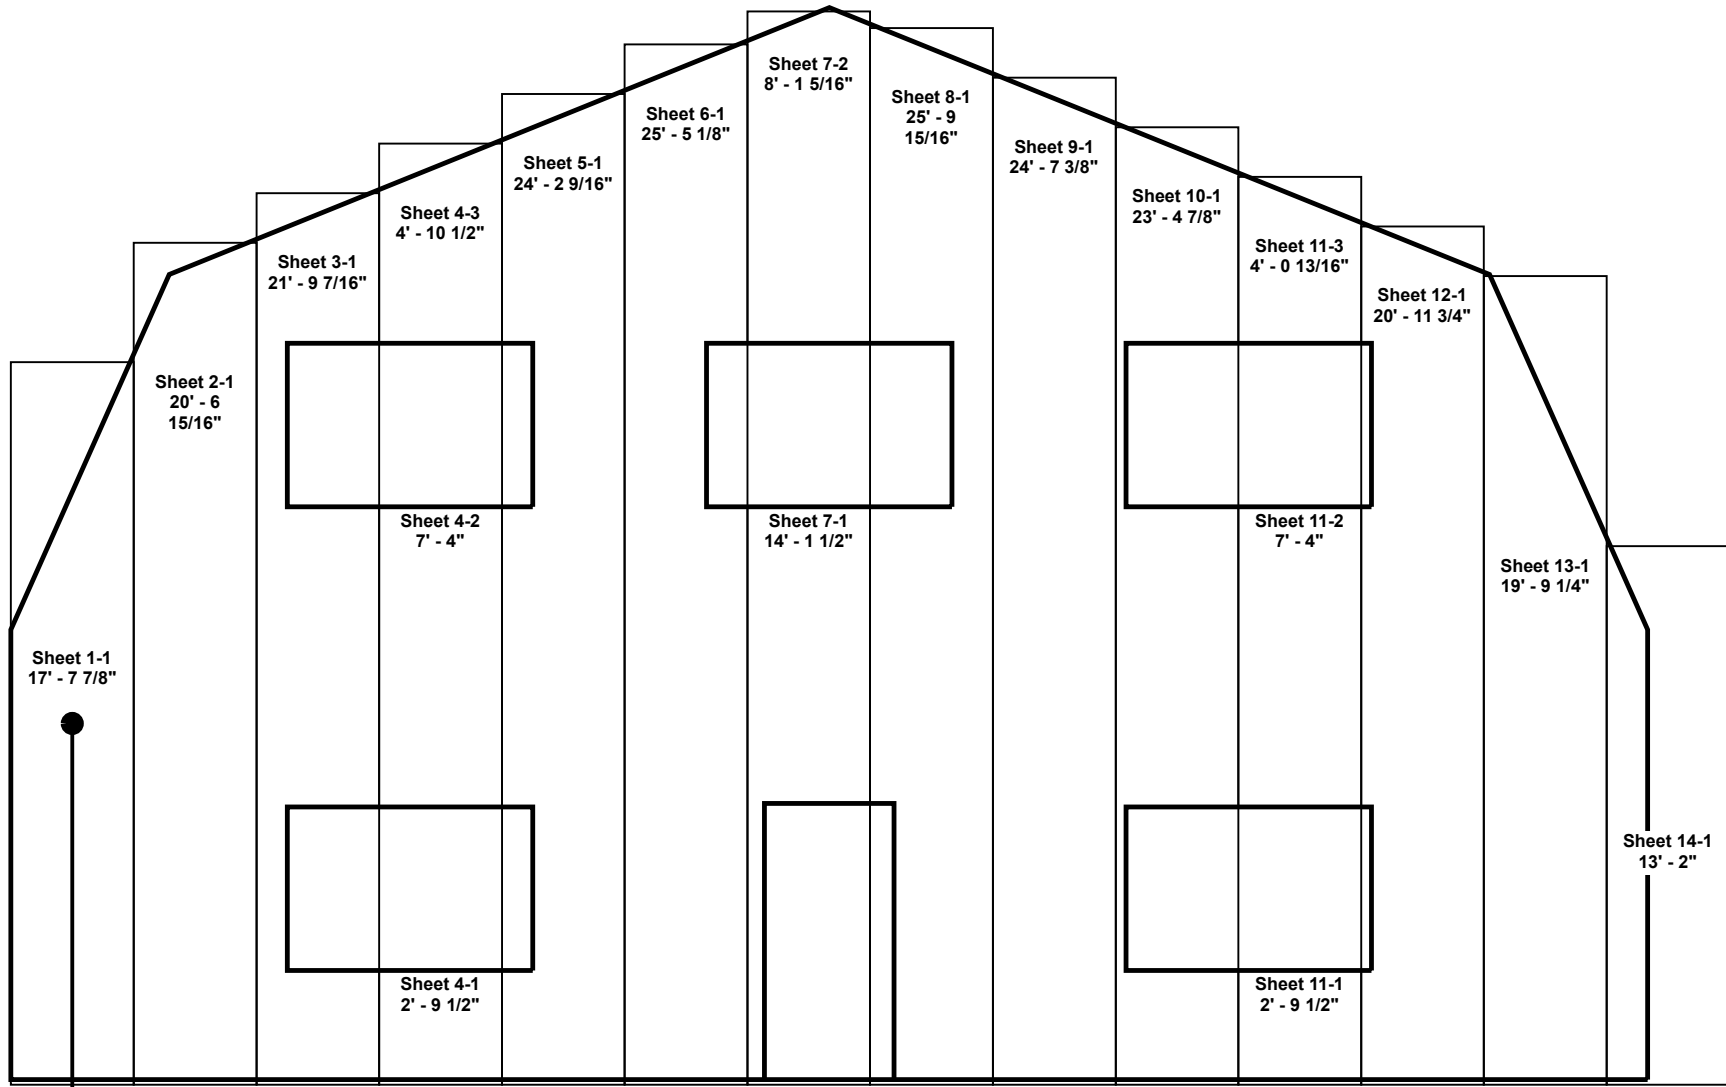 Sheet 7-2
8' - 1 5/16"
Sheet 8-1
25' - 9
15/16"
Sheet 6-1
25' - 5 1/8"
Sheet 9-1
24' - 7 3/8"
Sheet 5-1
24' - 2 9/16"
Sheet 10-1
23' - 4 7/8"
Sheet 4-3
4' - 10 1/2"
Sheet 11-3
4' - 0 13/16"
Sheet 3-1
21' - 9 7/16"
Sheet 12-1
20' - 11 3/4"
Sheet 2-1
20' - 6
15/16"
Sheet 4-2
7' - 4"
Sheet 7-1
14' - 1 1/2"
Sheet 11-2
7' - 4"
Sheet 13-1
19' - 9 1/4"
Sheet 1-1
17' - 7 7/8"
Sheet 14-1
13' - 2"
Sheet 4-1
2' - 9 1/2"
Sheet 11-1
2' - 9 1/2"